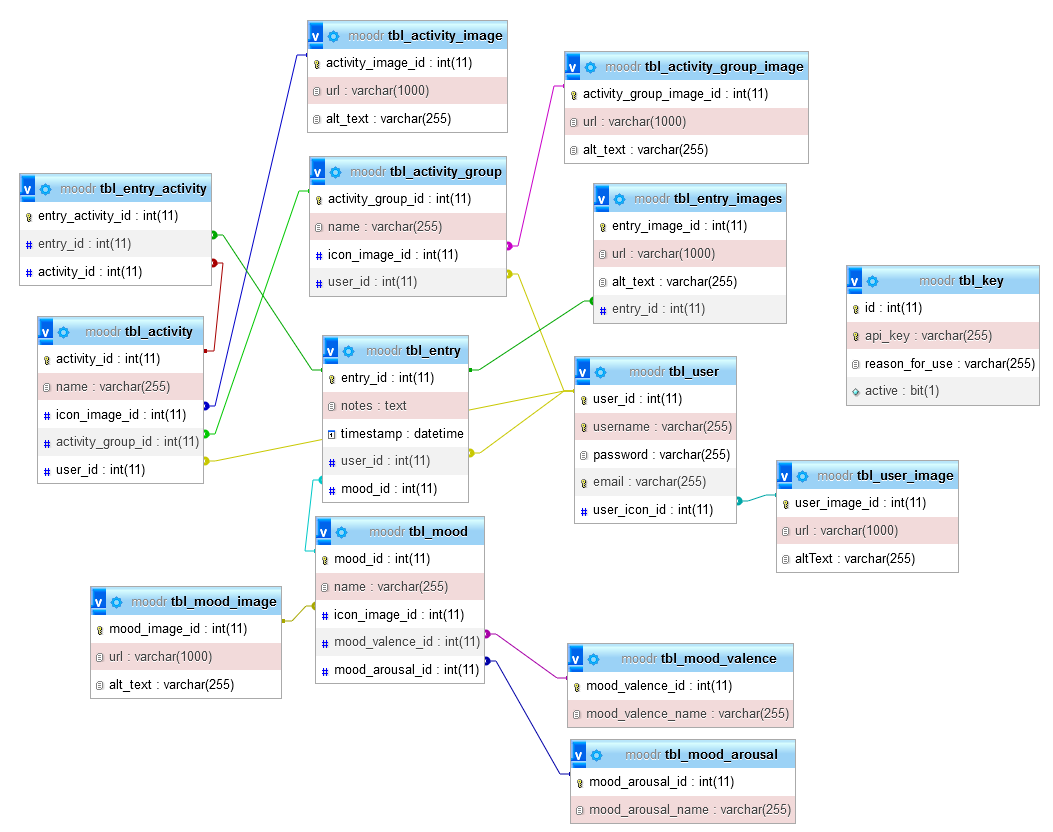 moodr tbl_activity_image
activity_image_id : int(11)
url : varchar(1000)
alt_text : varchar(255)
moodr tbl_activity_group_image
activity_group_image_id : int(11)
url : varchar(1000)
alt_text : varchar(255)
moodr tbl_activity_group
activity_group_id : int(11)
name : varchar(255)
icon_image_id : int(11)
user_id : int(11)
moodr tbl_entry_activity
entry_activity_id : int(11)
entry_id : int(11)
activity_id : int(11)
moodr tbl_entry_images
entry_image_id : int(11)
url : varchar(1000)
alt_text : varchar(255)
entry_id : int(11)
moodr tbl_key
id : int(11)
api_key : varchar(255)
reason_for_use : varchar(255)
active : bit(1)
moodr tbl_activity
activity_id : int(11)
name : varchar(255)
icon_image_id : int(11)
activity_group_id : int(11)
user_id : int(11)
moodr tbl_entry
entry_id : int(11)
notes : text
timestamp : datetime
user_id : int(11)
mood_id : int(11)
moodr tbl_user
user_id : int(11)
username : varchar(255)
password : varchar(255)
email : varchar(255)
user_icon_id : int(11)
moodr tbl_user_image
user_image_id : int(11)
url : varchar(1000)
altText : varchar(255)
moodr tbl_mood
mood_id : int(11)
name : varchar(255)
icon_image_id : int(11)
mood_valence_id : int(11)
mood_arousal_id : int(11)
moodr tbl_mood_image
mood_image_id : int(11)
url : varchar(1000)
alt_text : varchar(255)
moodr tbl_mood_valence
mood_valence_id : int(11)
mood_valence_name : varchar(255)
moodr tbl_mood_arousal
mood_arousal_id : int(11)
mood_arousal_name : varchar(255)